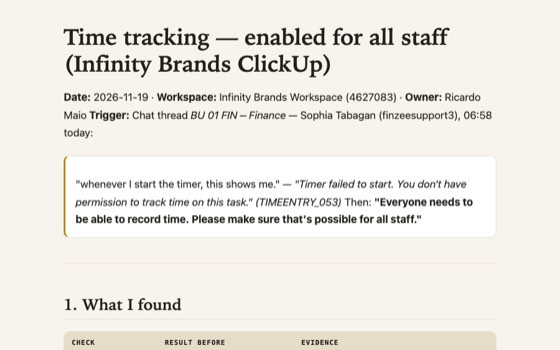 Time tracking — enabled for all staff
(Infinity Brands ClickUp)
Date: 2026-11-19 · Workspace: Infinity Brands Workspace (4627083) · Owner: Ricardo
Maio Trigger: Chat thread BU 01 FIN – Finance — Sophia Tabagan (finzeesupport3), 06:58
today:
"whenever I start the timer, this shows me." — "Timer failed to start. You don't have
permission to track time on this task." (TIMEENTRY_053) Then: "Everyone needs to
be able to record time. Please make sure that's possible for all staff."
1. What I found
CHECK RESULT BEFORE EVIDENCE